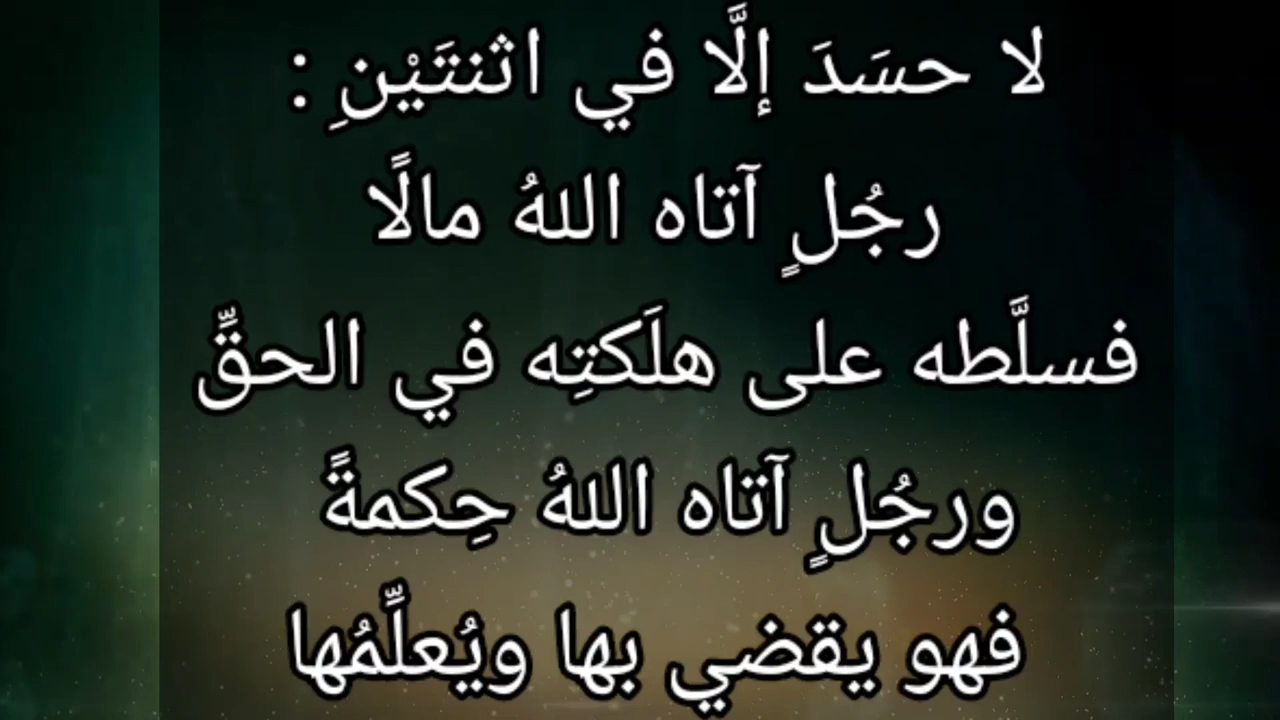 لا حسَدَ إلَّا في اثنتَيْنِ :
رجُلٍ آتاه اللهُ مالًا
فسلَّطه على هلَكتِه في الحقِّ
ورجُلٍ آتاه اللهُ حِكمةً
فهو يقضي بها ويُعلِّمُها